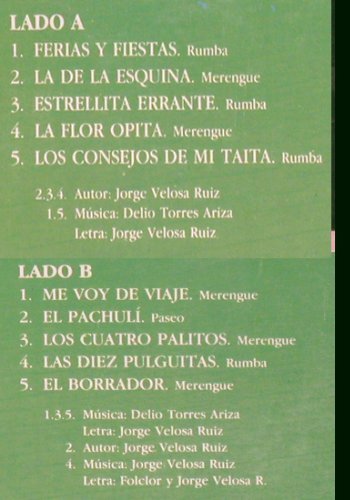 LADO A
1. FERIAS Y FIESTAS. Rumba
2. LA DE LA ESQUINA. Merengue
3. ESTRELLITA ERRANTE. Rumba
4. LA FLOR OPITA. Merengue
5. LOS CONSEJOS DE MI TAITA. Rumba
2.3.4. Autor: Jorge Velosa Ruiz
1.5. Música: Delio Torres Ariza
Letra: Jorge Velosa Ruiz
LADO B
1. ME VOY DE VIAJE. Merengue
2. EL PACHULÍ. Paseo
3. LOS CUATRO PALITOS. Merengue
4. LAS DIEZ PULGUITAS. Rumba
5. EL BORRADOR. Merengue
1.3.5. Música: Delio Torres Ariza
Letra: Jorge Velosa Ruiz
2. Autor: Jorge Velosa Ruiz
4. Música: Jorge Velosa Ruiz
Letra: Folclor y Jorge Velosa R.